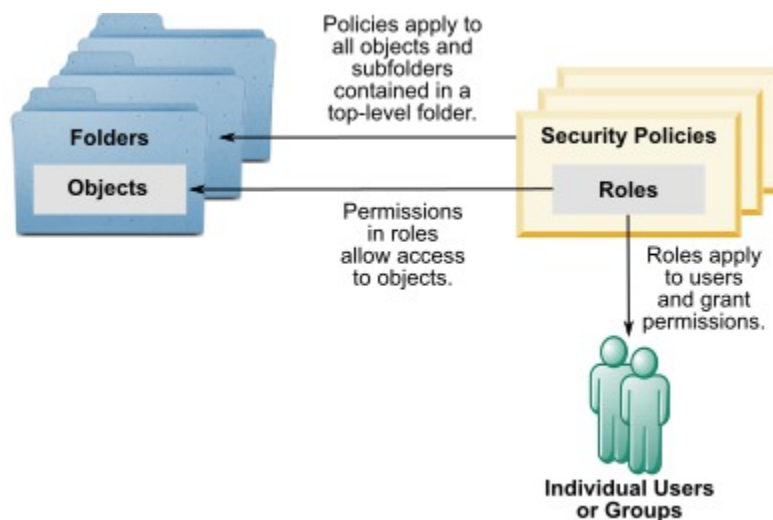 Policies apply to
all objects and
subfolders
contained in a
top-level folder.
Folders
Objects
Security Policies
Roles
Permissions
in roles
allow access
to objects.
Roles apply
to users
and grant
permissions.
Individual Users
or Groups